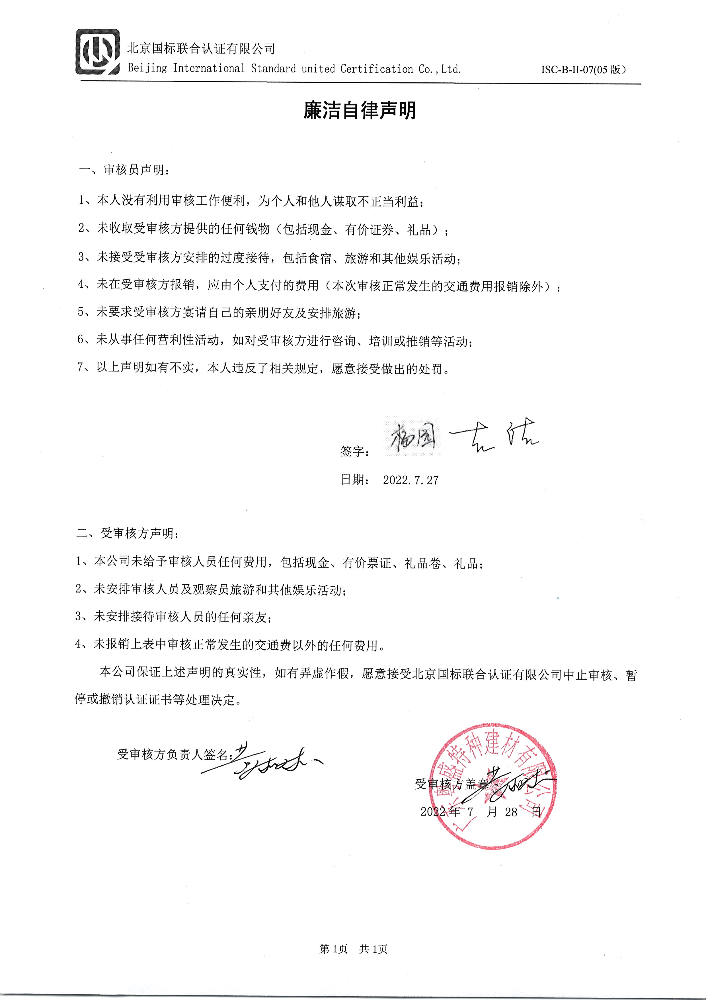 北京国标联合认证有限公司
Beijing International Standard united Certification Co.,Ltd.
ISC-B-II-07(05 版)
廉洁自律声明
一、审核员声明：
1、本人没有利用审核工作便利，为个人和他人谋取不正当利益；
2、未收取受审核方提供的任何钱物（包括现金、有价证券、礼品）；
3、未接受受审核方安排的过度接待，包括食宿、旅游和其他娱乐活动；
4、未在受审核方报销，应由个人支付的费用（本次审核正常发生的交通费用报销除外）；
5、未要求受审核方宴请自己的亲朋好友及安排旅游；
6、未从事任何营利性活动，如对受审核方进行咨询、培训或推销等活动；
7、以上声明如有不实，本人违反了相关规定，愿意接受做出的处罚。
签字：
日期： 2022.7.27
二、受审核方声明：
1、本公司未给予审核人员任何费用，包括现金、有价票证、礼品卷、礼品；
2、未安排审核人员及观察员旅游和其他娱乐活动；
3、未安排接待审核人员的任何亲友；
4、未报销上表中审核正常发生的交通费以外的任何费用。
本公司保证上述声明的真实性，如有弄虚作假，愿意接受北京国标联合认证有限公司中止审核、暂
停或撤销认证证书等处理决定。
受审核方负责人签名：
广东粤盛特种建材有限公司
受审核方盖章
2022 年 7 月 28 日
第 1页 共 1页